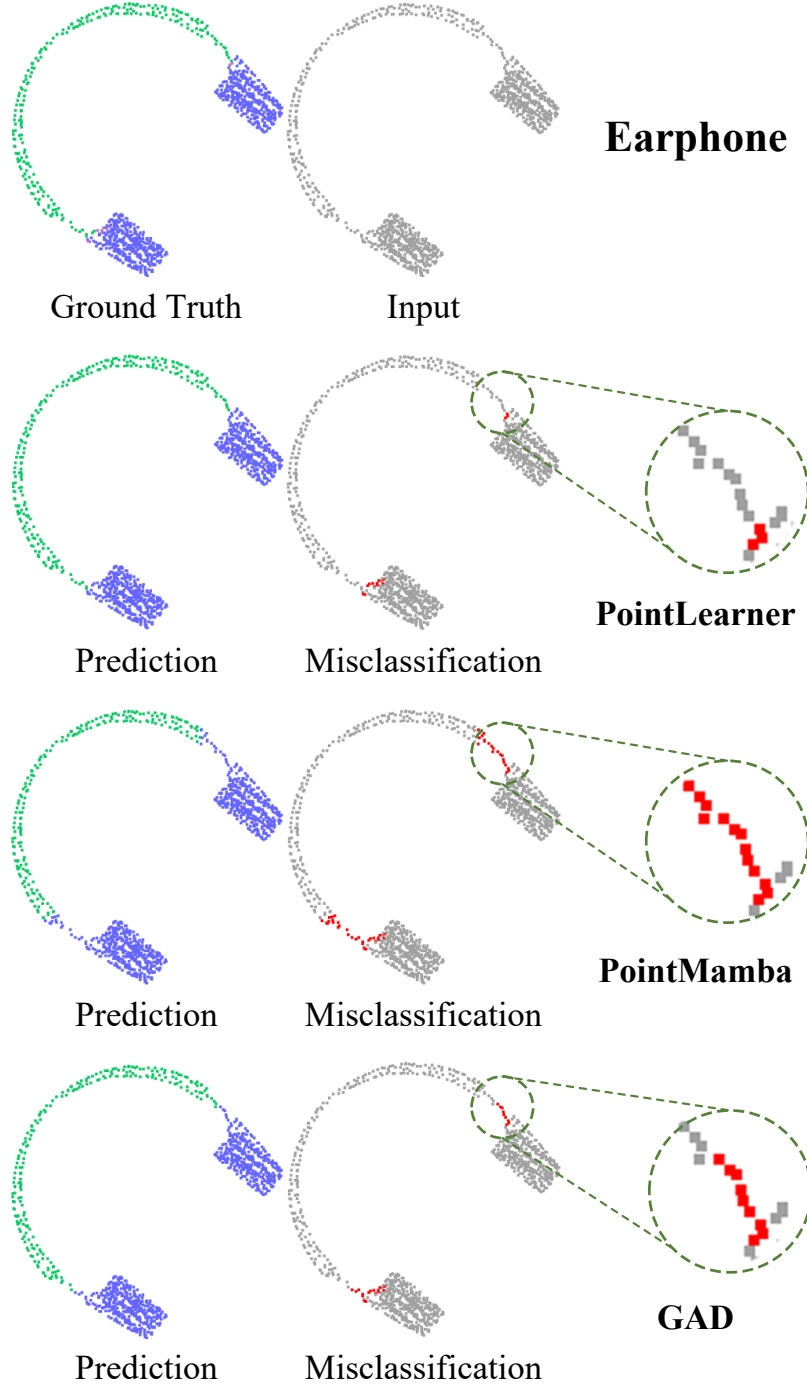 Earphone
Ground Truth
Input
PointLearner
Prediction
Misclassification
PointMamba
Prediction
Misclassification
GAD
Prediction
Misclassification